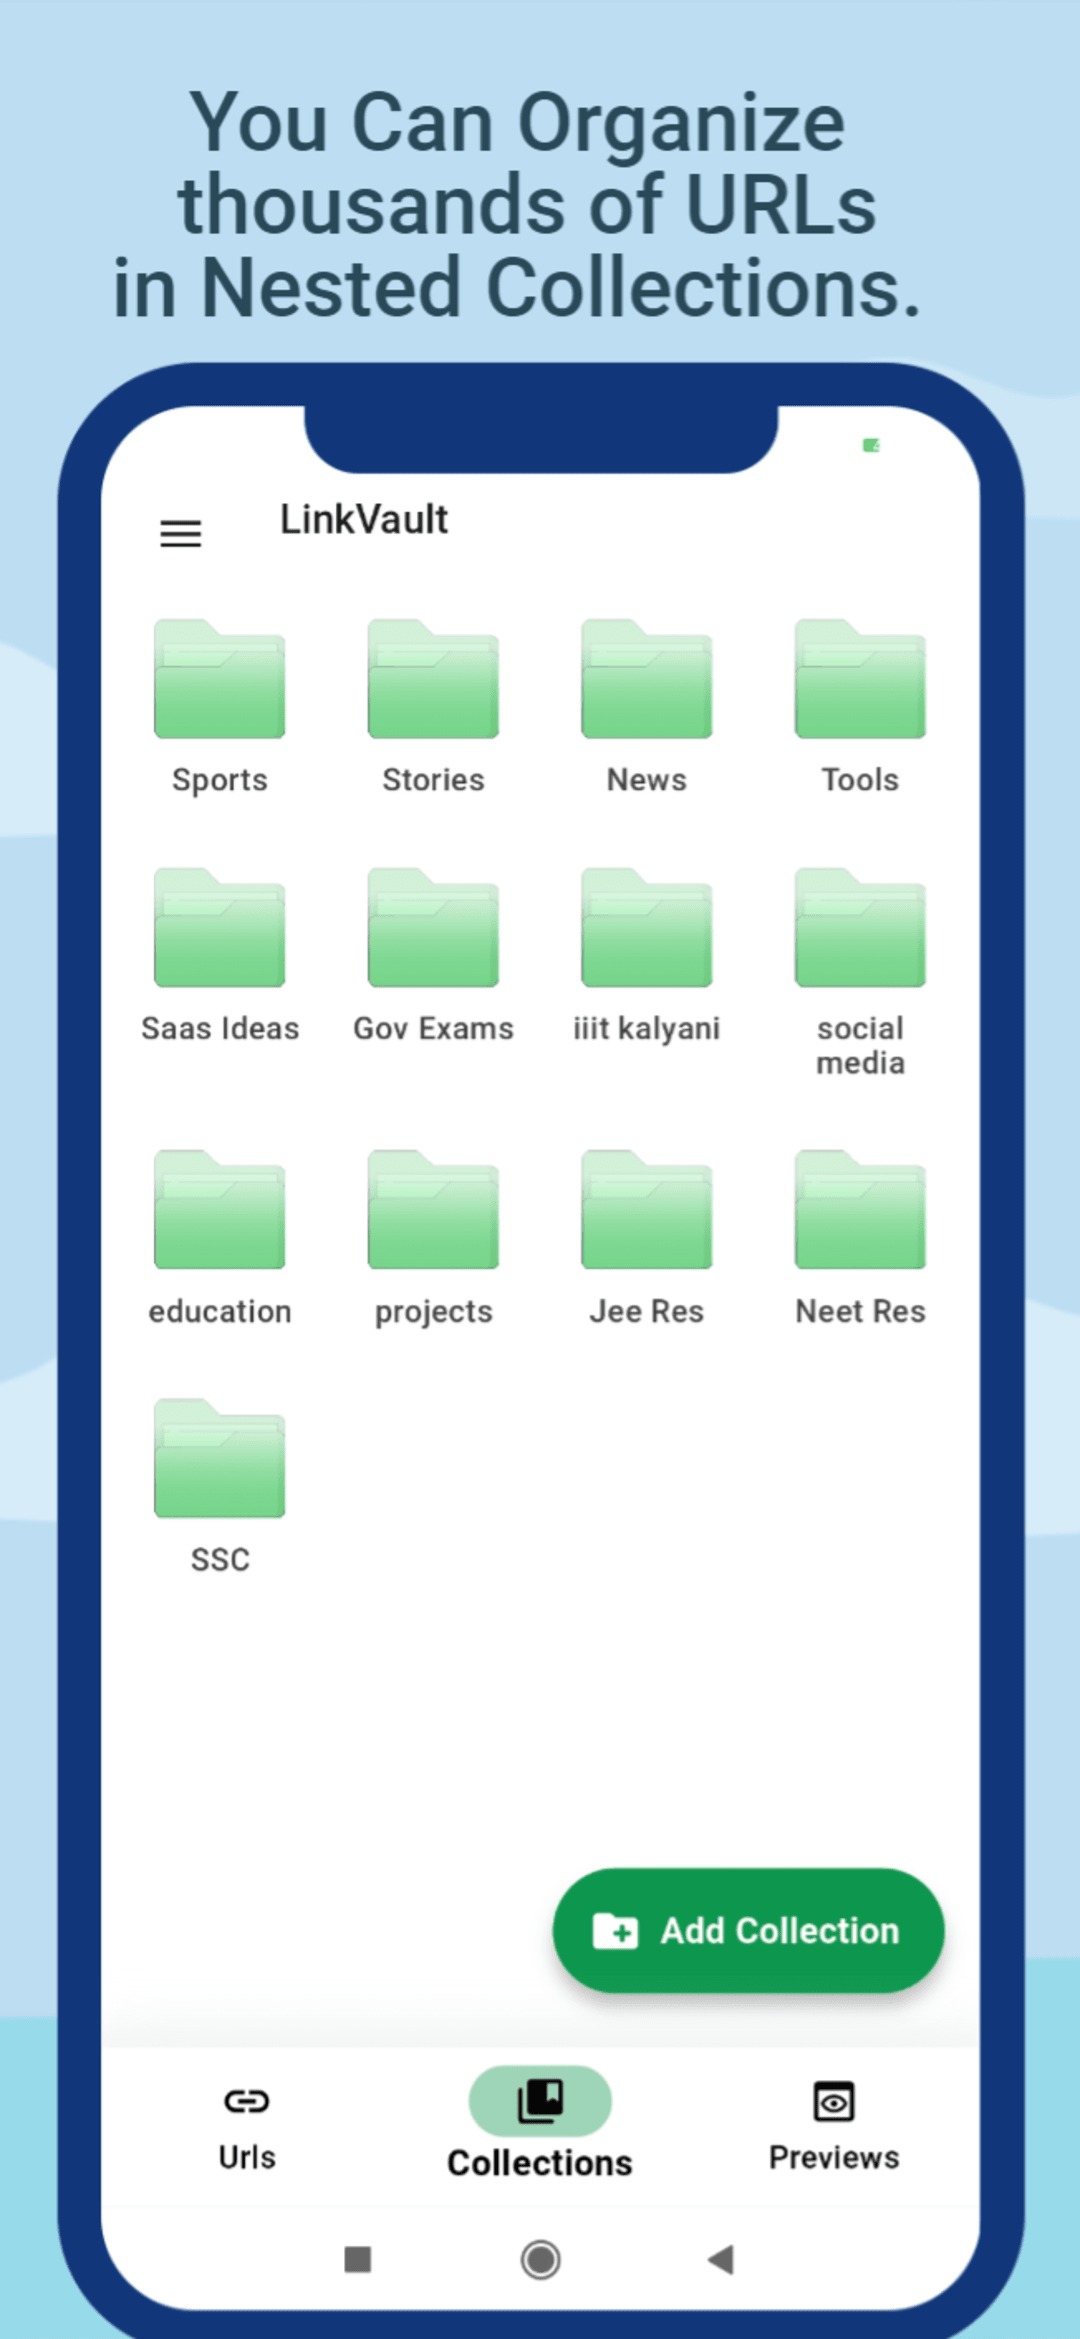 You Can Organize
thousands of URLs
in Nested Collections.
LinkVault
Sports Stories News Tools
Saas Ideas Gov Exams iiit kalyani social
media
education projects Jee Res Neet Res
SSC
Add Collection
Urls Collections Previews